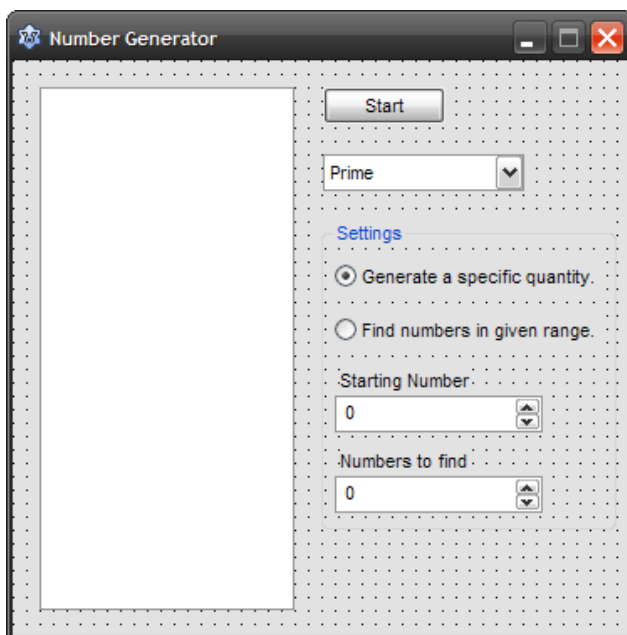 Number Generator
Start
Prime
Settings
Generate a specific quantity.
Find numbers in given range.
Starting Number
0
Numbers to find
0